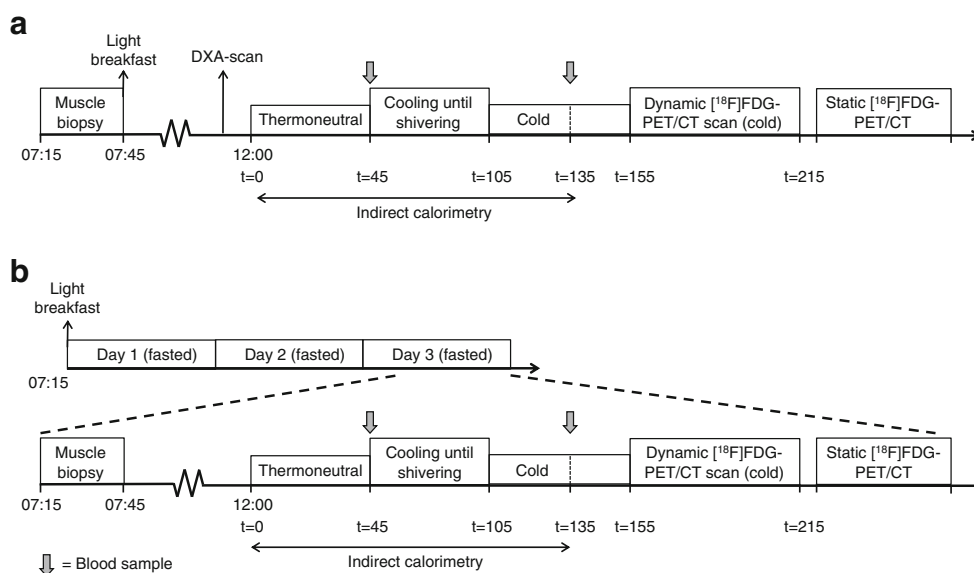 a
Light
breakfast
DXA-scan
Muscle
biopsy
Thermoneutral
Cooling until
shivering
Cold
Dynamic [¹⁸F]FDG-
PET/CT scan (cold)
Static [¹⁸F]FDG-
PET/CT
07:15
07:45
12:00
t=0
t=45
t=105
t=135
t=155
t=215
Indirect calorimetry
b
Light
breakfast
Day 1 (fasted)
Day 2 (fasted)
Day 3 (fasted)
07:15
Muscle
biopsy
Thermoneutral
Cooling until
shivering
Cold
Dynamic [¹⁸F]FDG-
PET/CT scan (cold)
Static [¹⁸F]FDG-
PET/CT
07:15
07:45
12:00
t=0
t=45
t=105
t=135
t=155
t=215
Indirect calorimetry
= Blood sample